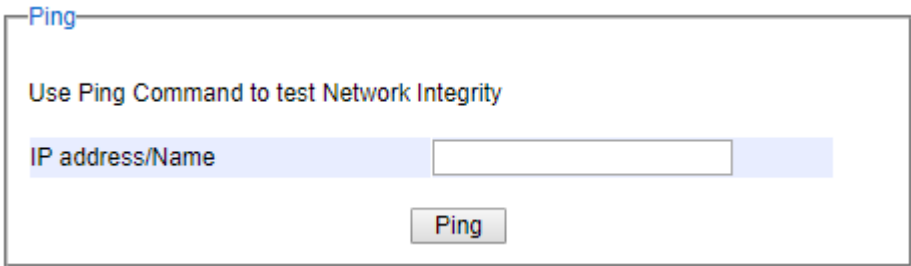 Ping
Use Ping Command to test Network Integrity
IP address/Name
Ping